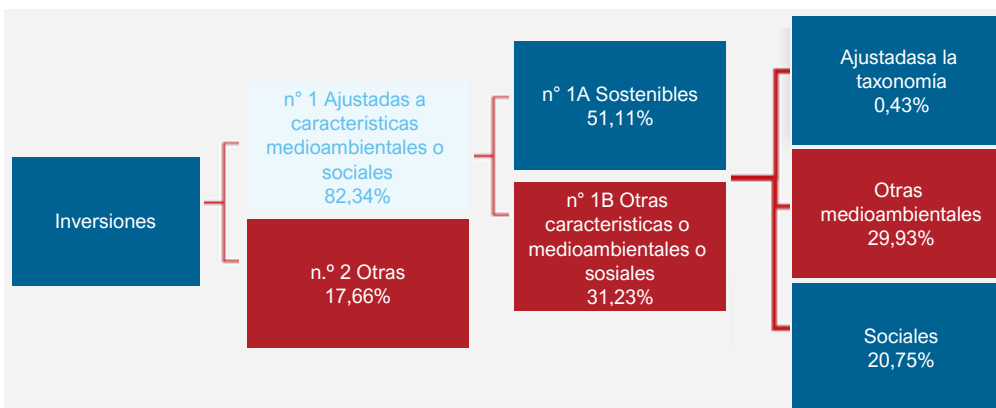 Inversiones
n° 1 Ajustadas a
caracteristicas
medioambientales o
sociales
82,34%
n.º 2 Otras
17,66%
n° 1A Sostenibles
51,11%
n° 1B Otras
caracteristicas o
medioambientales o
sosiales
31,23%
Ajustadasa la
taxonomía
0,43%
Otras
medioambientales
29,93%
Sociales
20,75%